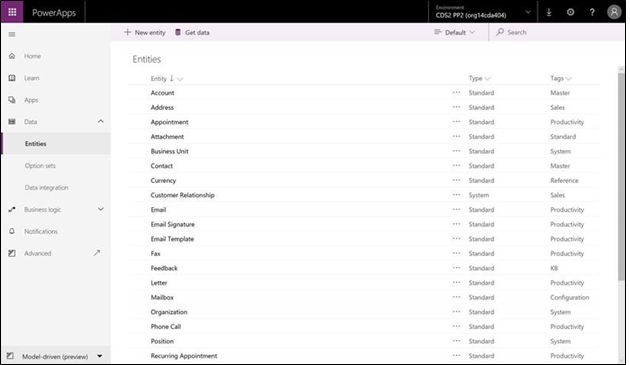 PowerApps
Environment
CDS2 PP2 (org14cda404)
+ New entity
Get data
Default
Search
Home
Learn
Apps
Data
Entities
Option sets
Data integration
Business logic
Notifications
Advanced
Model-driven (preview)
Entities
Entity ↓ Type Tags
Account ··· Standard Master
Address ··· Standard Sales
Appointment ··· Standard Productivity
Attachment ··· Standard Standard
Business Unit ··· Standard System
Contact ··· Standard Master
Currency ··· Standard Reference
Customer Relationship ··· System Sales
Email ··· Standard Productivity
Email Signature ··· Standard Productivity
Email Template ··· Standard Productivity
Fax ··· Standard Productivity
Feedback ··· Standard KB
Letter ··· Standard Productivity
Mailbox ··· Standard Configuration
Organization ··· Standard System
Phone Call ··· Standard Productivity
Position ··· Standard System
Recurring Appointment ··· Standard Productivity